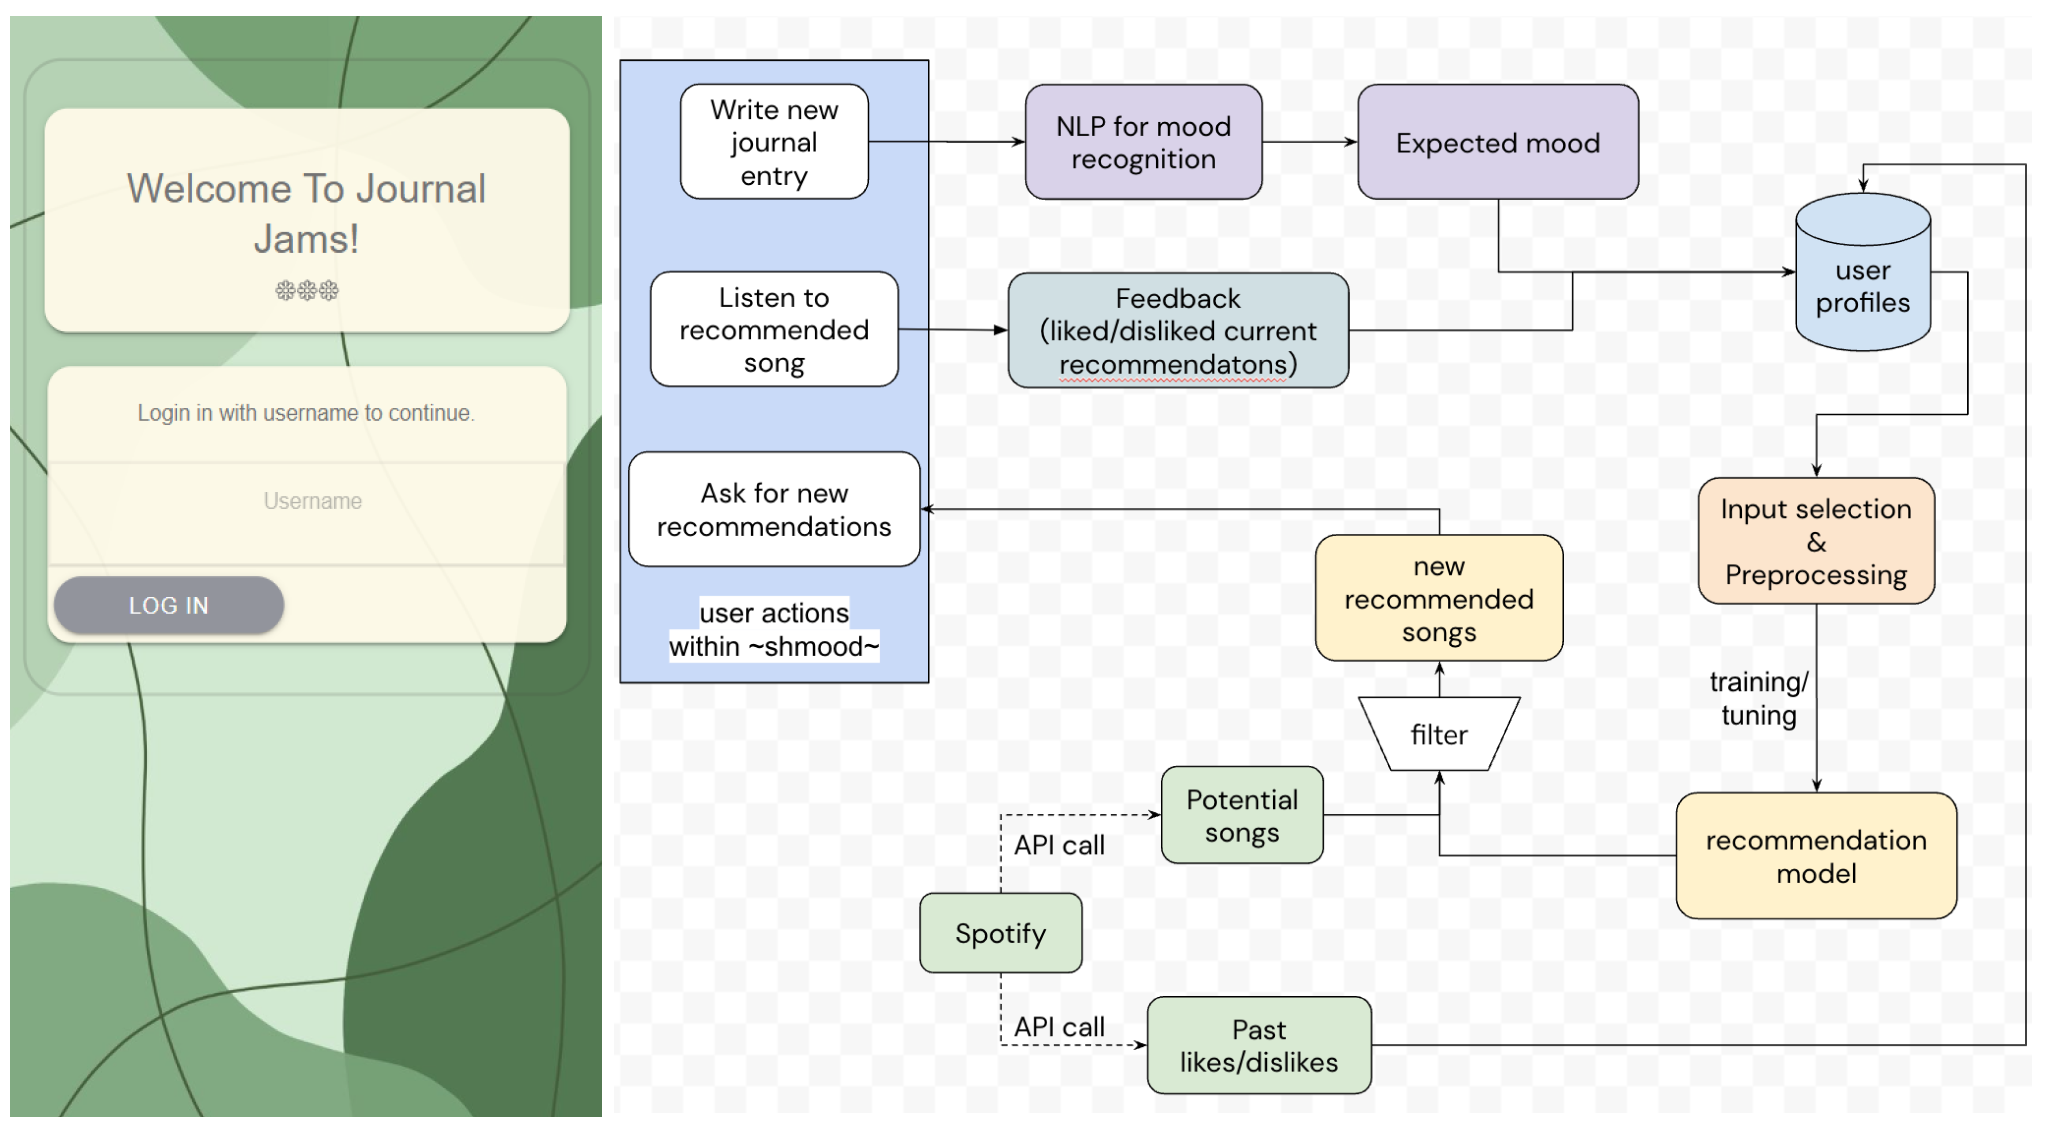 Welcome To Journal
Jams!
Login in with username to continue.
Username
LOG IN
Write new
journal
entry
NLP for mood
recognition
Expected mood
Listen to
recommended
song
Feedback
(liked/disliked current
recommendatons)
user
profiles
Ask for new
recommendations
user actions
within ~shmood~
new
recommended
songs
Input selection
&
Preprocessing
filter
training/
tuning
Potential
songs
API call
recommendation
model
Spotify
API call
Past
likes/dislikes